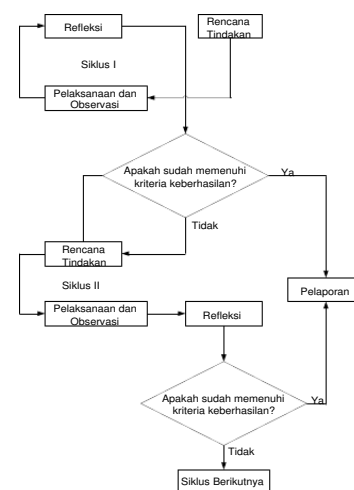 Refleksi
Rencana
Tindakan
Siklus I
Pelaksanaan dan
Observasi
Apakah sudah memenuhi
kriteria keberhasilan?
Ya
Tidak
Rencana
Tindakan
Siklus II
Pelaporan
Pelaksanaan dan
Observasi
Refleksi
Apakah sudah memenuhi
kriteria keberhasilan?
Ya
Tidak
Siklus Berikutnya